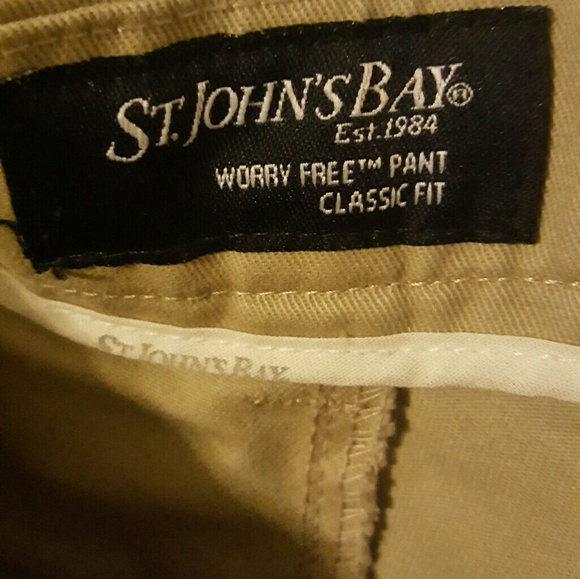 ST. JOHN'S BAY®
Est.1984
WORRY FREE™ PANT
CLASSIC FIT
ST. JOHN'S BAY